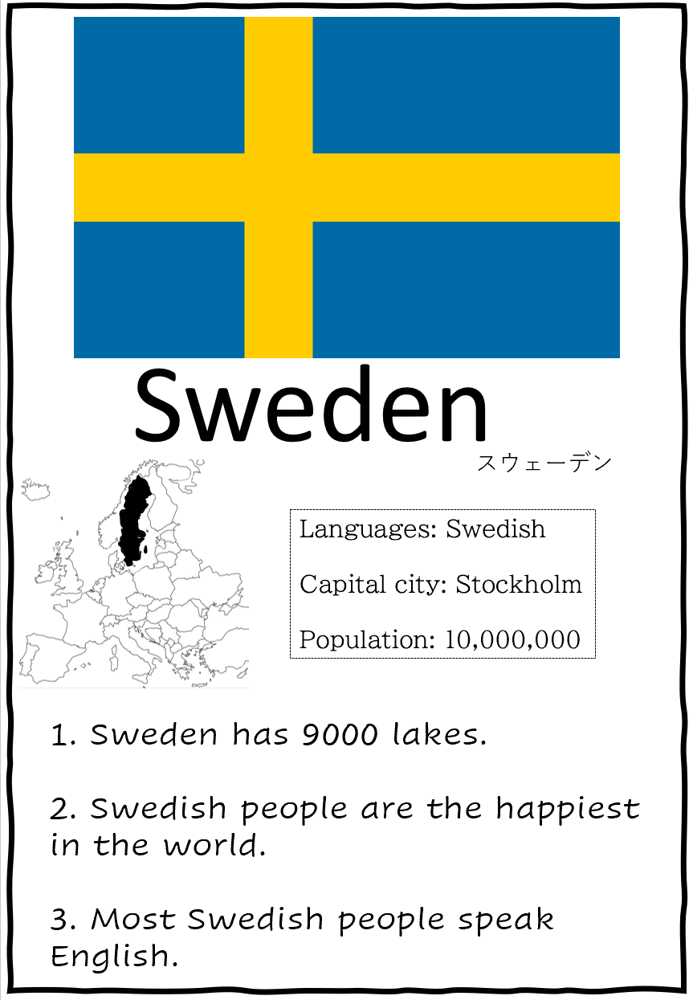 Sweden
スウェーデン
Languages: Swedish
Capital city: Stockholm
Population: 10,000,000
1. Sweden has 9000 lakes.
2. Swedish people are the happiest
in the world.
3. Most Swedish people speak
English.